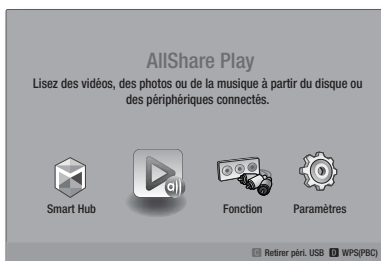 AllShare Play
Lisez des vidéos, des photos ou de la musique à partir du disque ou
des périphériques connectés.
Smart Hub
Fonction
Paramètres
C Retirer péri. USB D WPS(PBC)